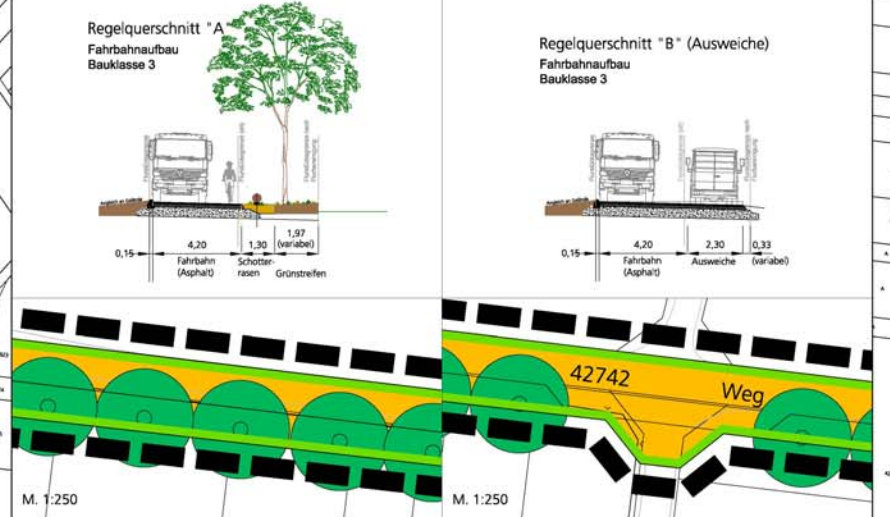 Regelquerschnitt "A
Fahrbahnaufbau
Bauklasse 3
0,15
4,20
1,30
1,97
(variabel)
Fahrbahn
(Asphalt)
Schotter-
rasen
Grünstreifen
Regelquerschnitt "B" (Ausweiche)
Fahrbahnaufbau
Bauklasse 3
0,15
4,20
2,30
0,33
Fahrbahn
(Asphalt)
Ausweiche
(variabel)
M. 1:250
42742
Weg
M. 1:250